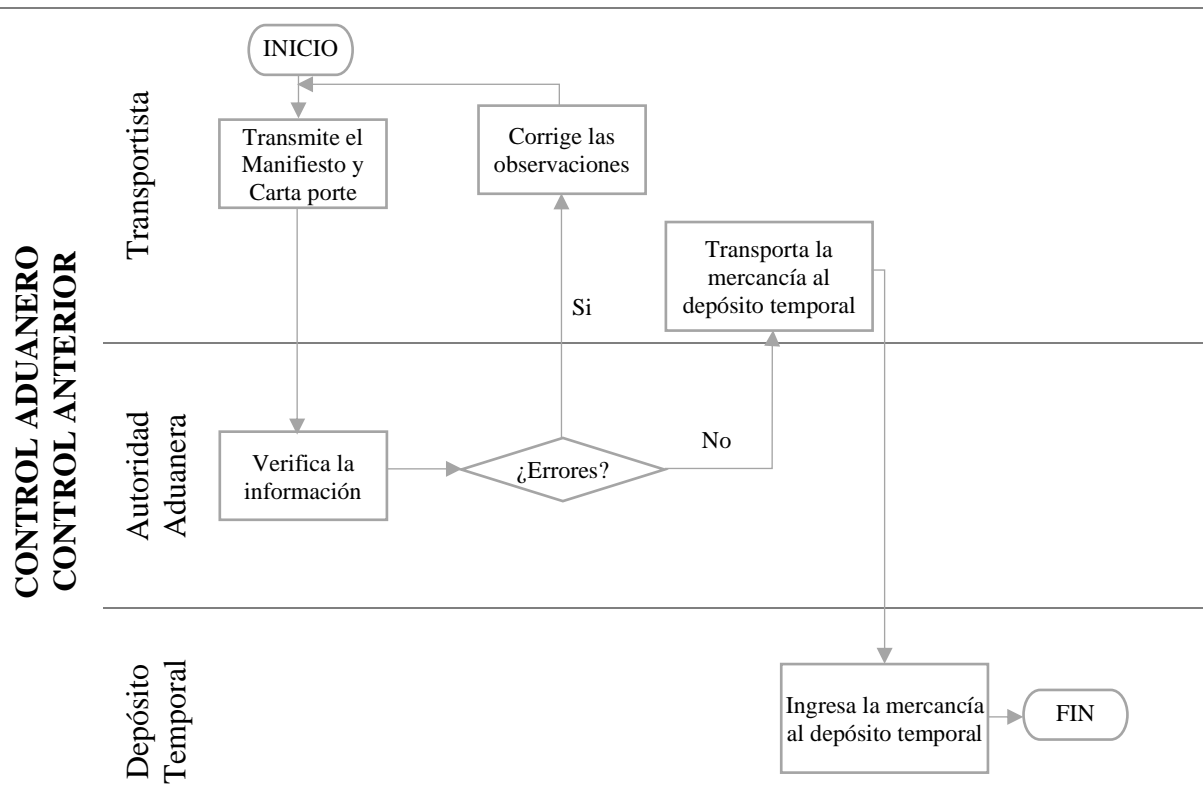 CONTROL ADUANERO
CONTROL ANTERIOR
Transportista
INICIO
Transmite el
Manifiesto y
Carta porte
Corrige las
observaciones
Transporta la
mercancía al
depósito temporal
Si
Autoridad
Aduanera
Verifica la
información
¿Errores?
No
Depósito
Temporal
Ingresa la mercancía
al depósito temporal
FIN